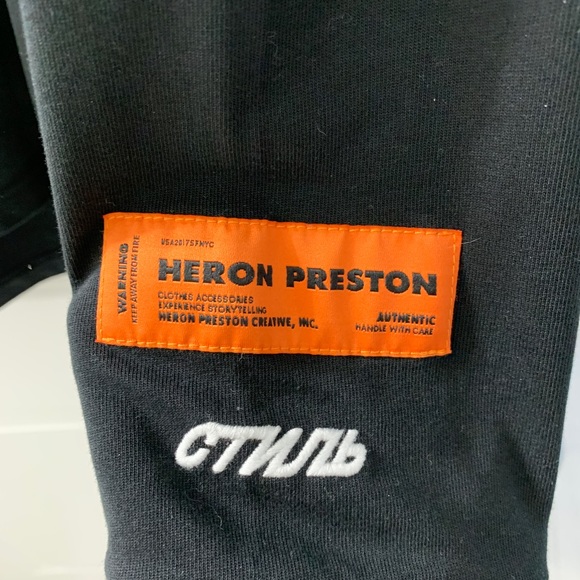 WARNING
KEEP AWAY FROM FIRE
USA2017SFNYC
HERON PRESTON
CLOTHES ACCESSORIES
EXPERIENCE STORYTELLING
HERON PRESTON CREATIVE, INC.
AUTHENTIC
HANDLE WITH CARE
СТИЛЬ